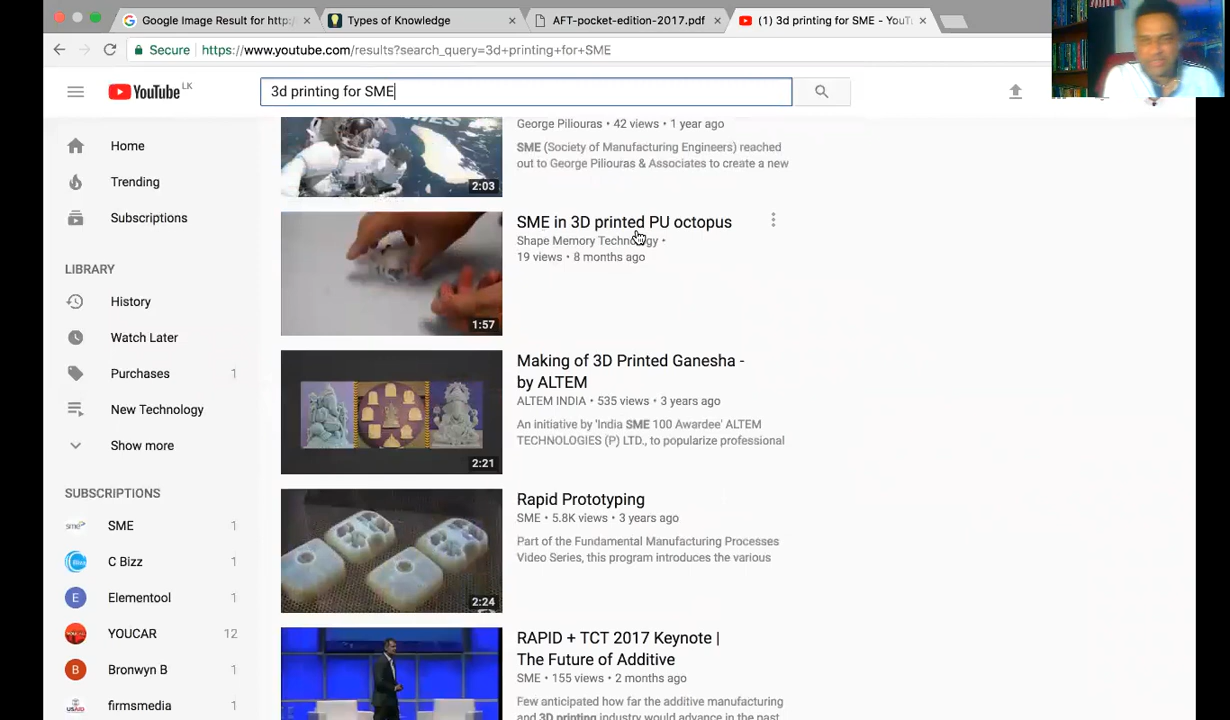 Google Image Result for http:
Types of Knowledge
AFT-pocket-edition-2017.pdf
(1) 3d printing for SME - YouT
Secure
https://www.youtube.com/results?search_query=3d+printing+for+SME
YouTube LK
3d printing for SME
Home
Trending
Subscriptions
LIBRARY
History
Watch Later
Purchases 1
New Technology
Show more
SUBSCRIPTIONS
SME 1
C Bizz 1
Elementool 1
YOUCAR 12
Bronwyn B 1
firmsmedia 1
George Piliouras • 42 views • 1 year ago
SME (Society of Manufacturing Engineers) reached
out to George Piliouras & Associates to create a new
2:03
SME in 3D printed PU octopus
Shape Memory Technology •
19 views • 8 months ago
1:57
Making of 3D Printed Ganesha -
by ALTEM
ALTEM INDIA • 535 views • 3 years ago
An initiative by 'India SME 100 Awardee' ALTEM
TECHNOLOGIES (P) LTD., to popularize professional
2:21
Rapid Prototyping
SME • 5.8K views • 3 years ago
Part of the Fundamental Manufacturing Processes
Video Series, this program introduces the various
2:24
RAPID + TCT 2017 Keynote |
The Future of Additive
SME • 155 views • 2 months ago
Few anticipated how far the additive manufacturing
and 3D printing industry would advance in the past